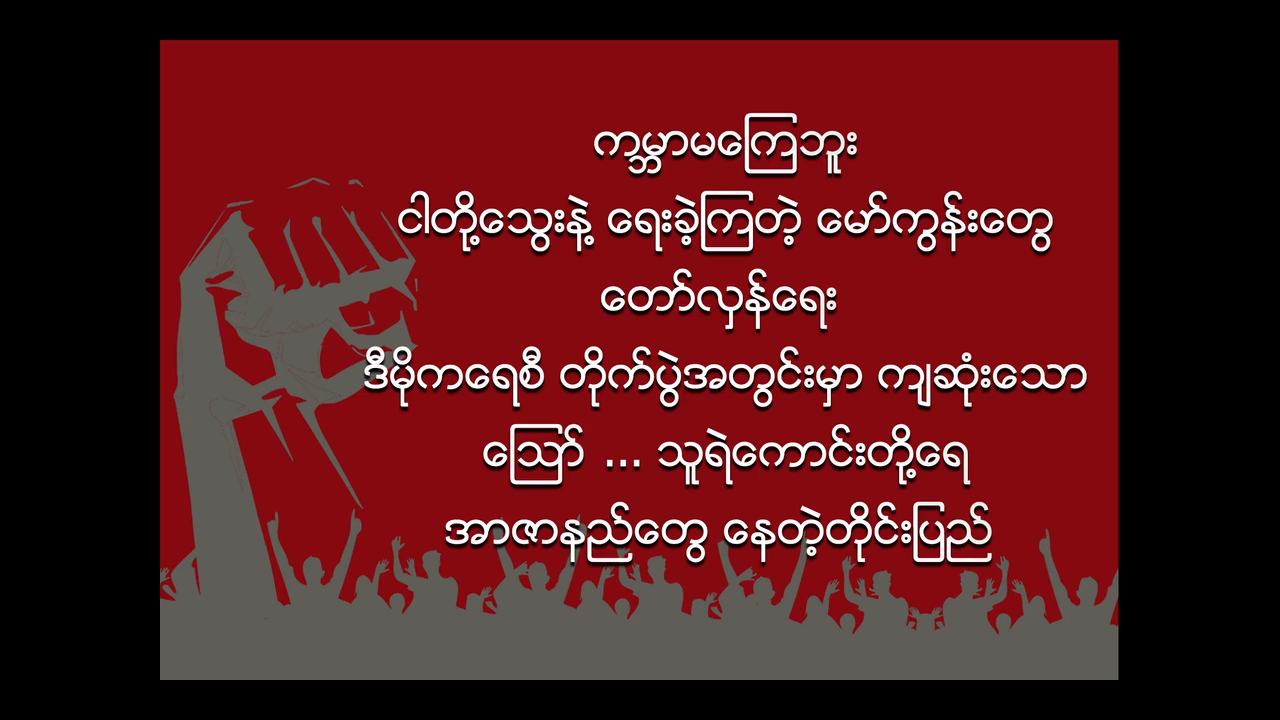 ကမ္ဘာမကြေဘူး
ငါတို့သွေးနဲ့ ရေးခဲ့ကြတဲ့ မော်ကွန်းတွေ
တော်လှန်ရေး
ဒီမိုကရေစီ တိုက်ပွဲအတွင်းမှာ ကျဆုံးသော
ဪ ... သူရဲကောင်းတို့ရေ
အာဇာနည်တွေ နေတဲ့တိုင်းပြည်